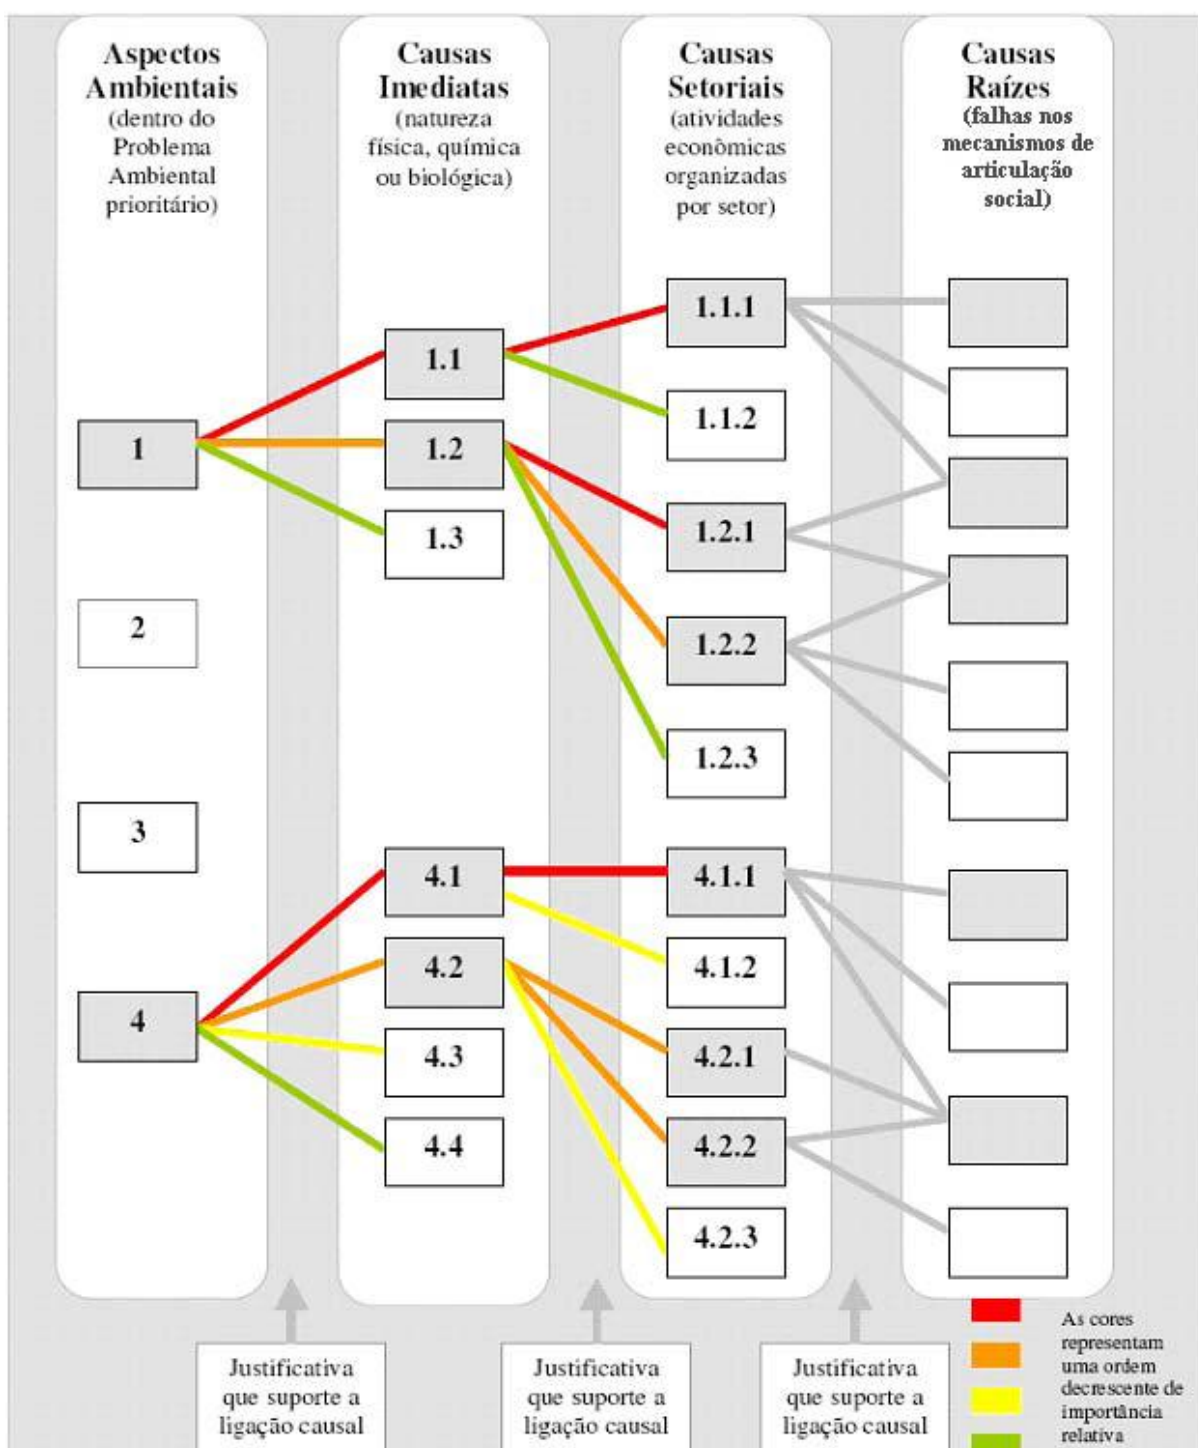 Aspectos
Ambientais
(dentro do
Problema
Ambiental
prioritário)
Causas
Imediatas
(natureza
física, química
ou biológica)
Causas
Setoriais
(atividades
econômicas
organizadas
por setor)
Causas
Raízes
(falhas nos
mecanismos de
articulação
social)
1
2
3
4
1.1
1.2
1.3
4.1
4.2
4.3
4.4
1.1.1
1.1.2
1.2.1
1.2.2
1.2.3
4.1.1
4.1.2
4.2.1
4.2.2
4.2.3
Justificativa
que suporte a
ligação causal
Justificativa
que suporte a
ligação causal
Justificativa
que suporte a
ligação causal
As cores
representam
uma ordem
decrescente de
importância
relativa